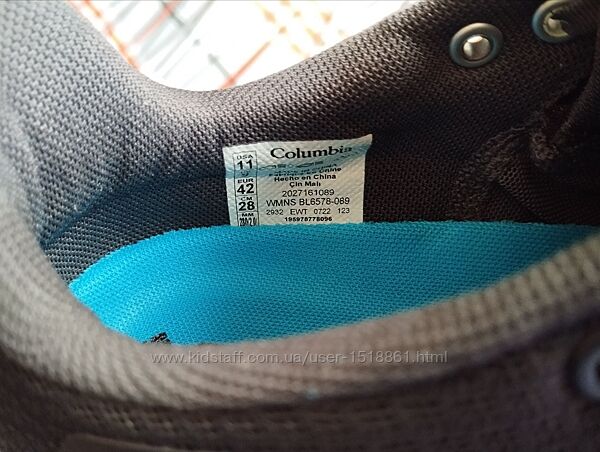 Columbia
USA 11
EUR 42
CM 28
MM
Hecho en China
Çin Malı
2027161089
WMNS BL6578-089
2932 EWT 0722 123
195978778096
www.kidstaff.com.ua/user-1518861.html